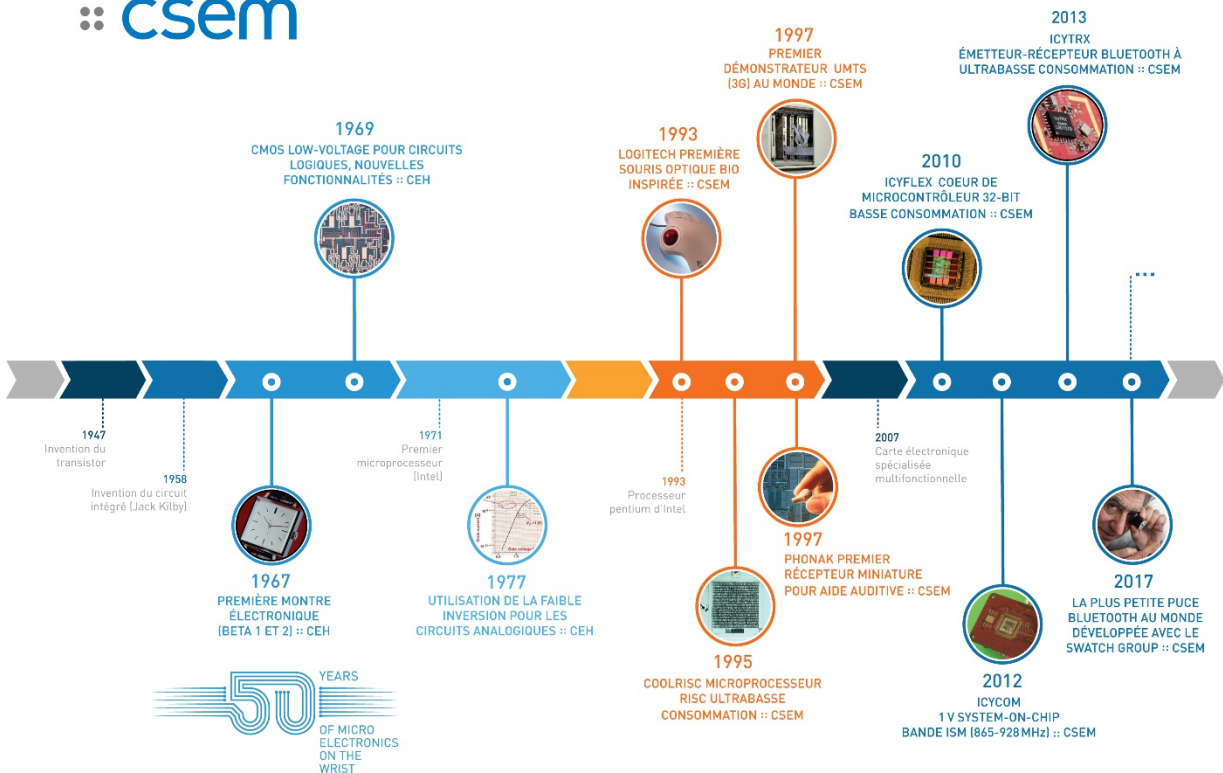 csem
1969
CMOS LOW-VOLTAGE POUR CIRCUITS
LOGIQUES, NOUVELLES
FONCTIONNALITÉS :: CEH
1993
LOGITECH PREMIÈRE
SOURIS OPTIQUE BIO
INSPIRÉE :: CSEM
1997
PREMIER
DÉMONSTRATEUR UMTS
(3G) AU MONDE :: CSEM
2010
ICYFLEX COEUR DE
MICROCONTRÔLEUR 32-BIT
BASSE CONSOMMATION :: CSEM
2013
ICYTRX
ÉMETTEUR-RÉCEPTEUR BLUETOOTH À
ULTRABASSE CONSOMMATION :: CSEM
...
1947
Invention du
transistor
1958
Invention du circuit
intégré (Jack Kilby)
1967
PREMIÈRE MONTRE
ÉLECTRONIQUE
(BETA 1 ET 2) :: CEH
1971
Premier
microprocesseur
(Intel)
1977
UTILISATION DE LA FAIBLE
INVERSION POUR LES
CIRCUITS ANALOGIQUES :: CEH
1993
Processeur
pentium d'Intel
1995
COOLRISC MICROPROCESSEUR
RISC ULTRABASSE
CONSOMMATION :: CSEM
1997
PHONAK PREMIER
RÉCEPTEUR MINIATURE
POUR AIDE AUDITIVE :: CSEM
2007
Carte électronique
spécialisée
multifonctionnelle
2012
ICYCOM
1 V SYSTEM-ON-CHIP
BANDE ISM (865-928 MHz) :: CSEM
2017
LA PLUS PETITE PUCE
BLUETOOTH AU MONDE
DÉVELOPPÉE AVEC LE
SWATCH GROUP :: CSEM
50
YEARS
OF MICRO
ELECTRONICS
ON THE
WRIST